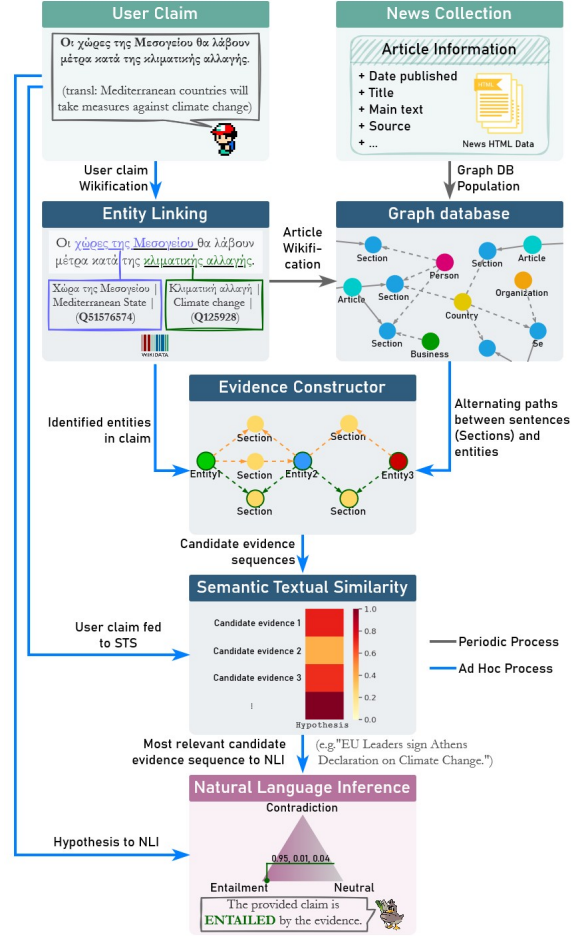 User Claim
Οι χώρες της Μεσογείου θα λάβουν
μέτρα κατά της κλιματικής αλλαγής.
(transl: Mediterranean countries will
take measures against climate change)
News Collection
Article Information
+ Date published
+ Title
+ Main text
+ Source
+ ...
HTML
News HTML Data
User claim
Wikification
Graph DB
Population
Entity Linking
Οι χώρες της Μεσογείου θα λάβουν
μέτρα κατά της κλιματικής αλλαγής.
Χώρα της Μεσογείου |
Mediterranean State |
(Q51576574)
Κλιματική αλλαγή |
Climate change |
(Q125928)
WIKIDATA
Article
Wikifi-
cation
Graph database
Section
Person
Section
Article
Article
Section
Organization
Country
Section
Se
Business
Identified entities
in claim
Evidence Constructor
Section
Section
Entity1
Section
Entity2
Entity3
Section
Section
Alternating paths
between sentences
(Sections) and
entities
Candidate evidence
sequences
Semantic Textual Similarity
Candidate evidence 1
Candidate evidence 2
Candidate evidence 3
⋮
1.0
0.8
0.6
0.4
0.2
0.0
Hypothesis
User claim fed
to STS
Periodic Process
Ad Hoc Process
Most relevant candidate
evidence sequence to NLI
(e.g."EU Leaders sign Athens
Declaration on Climate Change.")
Natural Language Inference
Contradiction
0.95, 0.01, 0.04
Entailment
Neutral
Hypothesis to NLI
The provided claim is
ENTAILED by the evidence.